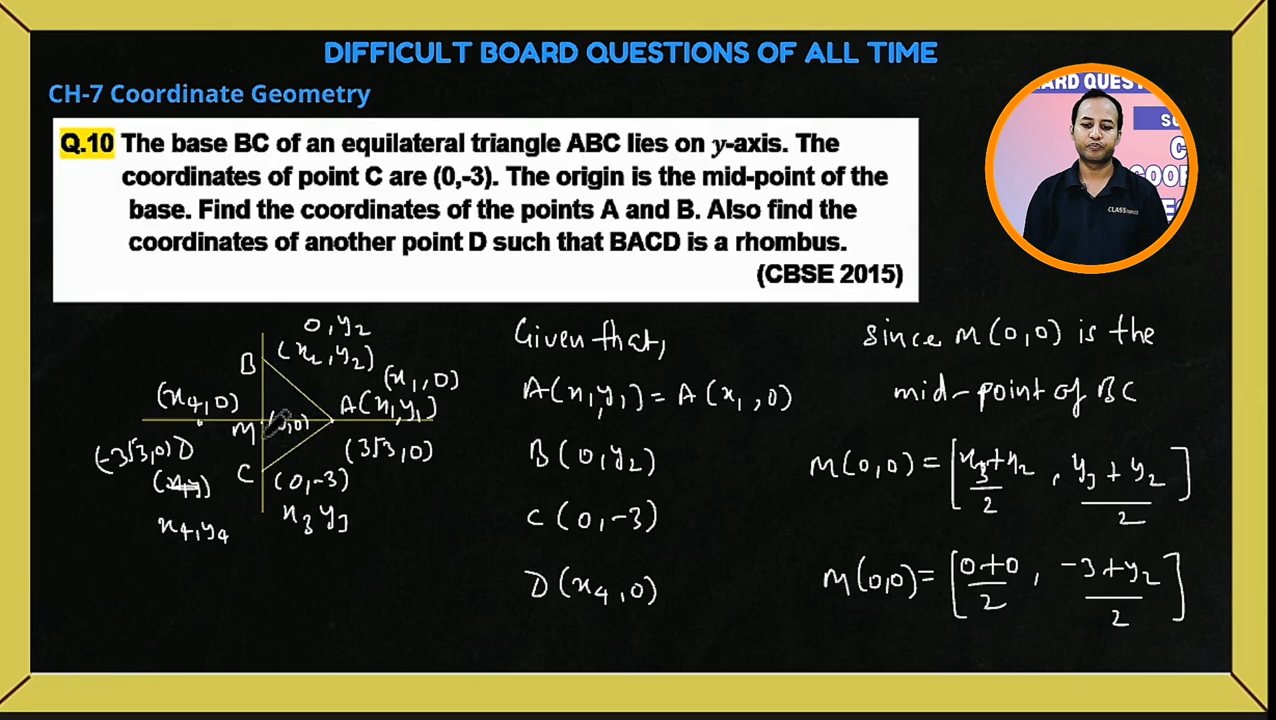 DIFFICULT BOARD QUESTIONS OF ALL TIME
CH-7 Coordinate Geometry
ARD QUEST
Q.10 The base BC of an equilateral triangle ABC lies on y-axis. The
coordinates of point C are (0,-3). The origin is the mid-point of the
base. Find the coordinates of the points A and B. Also find the
coordinates of another point D such that BACD is a rhombus.
(CBSE 2015)
CLASS
0, y₂
B (x₂, y₂)
(x₁, 0)
(x₄, 0)
A(x₁, y₁)
M
(-3√3, 0) D
(3√3, 0)
C (0, -3)
x₃ y₃
x₄, y₄
Given that,
A(x₁, y₁) = A(x₁, 0)
B(0, y₂)
C(0, -3)
D(x₄, 0)
since M(0,0) is the
mid-point of BC
M(0,0) = [x₃+x₂/2, y₃+y₂/2]
M(0,0) = [0+0/2, -3+y₂/2]